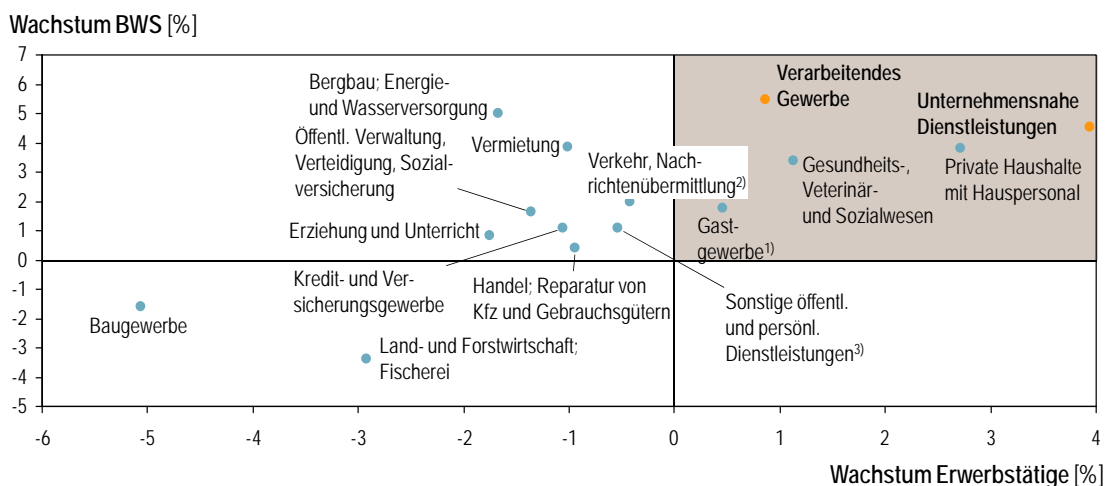 Wachstum BWS [%]
7
6
5
4
3
2
1
0
-1
-2
-3
-4
-5
Bergbau; Energie-
und Wasserversorgung
Öffentl. Verwaltung,
Verteidigung, Sozial-
versicherung
Vermietung
Erziehung und Unterricht
Verkehr, Nach-
richtenübermittlung2)
Verarbeitendes
Gewerbe
Unternehmensnahe
Dienstleistungen
Gesundheits-,
Veterinär-
und Sozialwesen
Private Haushalte
mit Hauspersonal
Gast-
gewerbe1)
Kredit- und Ver-
sicherungsgewerbe
Handel; Reparatur von
Kfz und Gebrauchsgütern
Sonstige öffentl.
und persönl.
Dienstleistungen3)
Baugewerbe
Land- und Forstwirtschaft;
Fischerei
-6 -5 -4 -3 -2 -1 0 1 2 3 4
Wachstum Erwerbstätige [%]